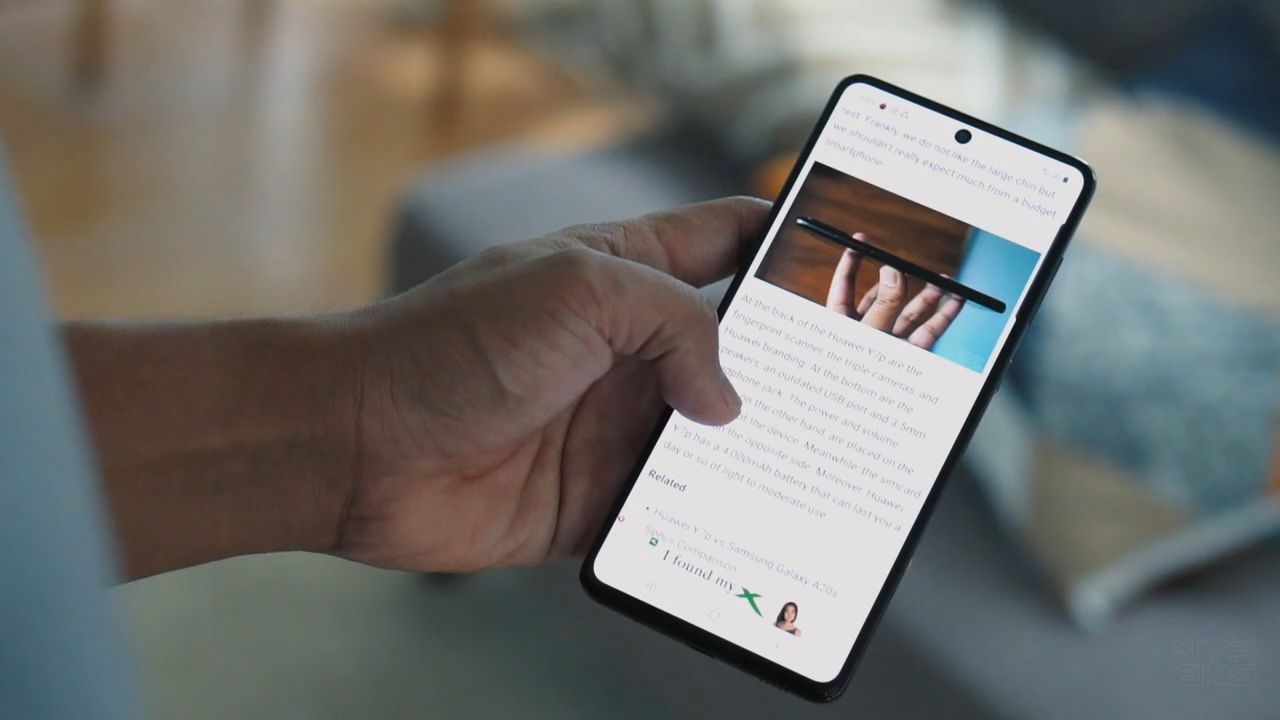 rest. Frankly, we do not like the large chin but
we shouldn't really expect much from a budget
smartphone.
At the back of the Huawei Y7p are the
fingerprint scanner, the triple cameras, and
Huawei branding. At the bottom are the
speakers, an outdated USB port and 3.5mm
phone jack. The power and volume
on the other hand, are placed on the
of the device. Meanwhile, the simcard
on the opposite side. Moreover, Huawei
Y7p has a 4,000mAh battery that can last you a
day or so of light to moderate use.
Related
• Huawei Y7p vs Samsung Galaxy A20s
Specs Comparison
I found my